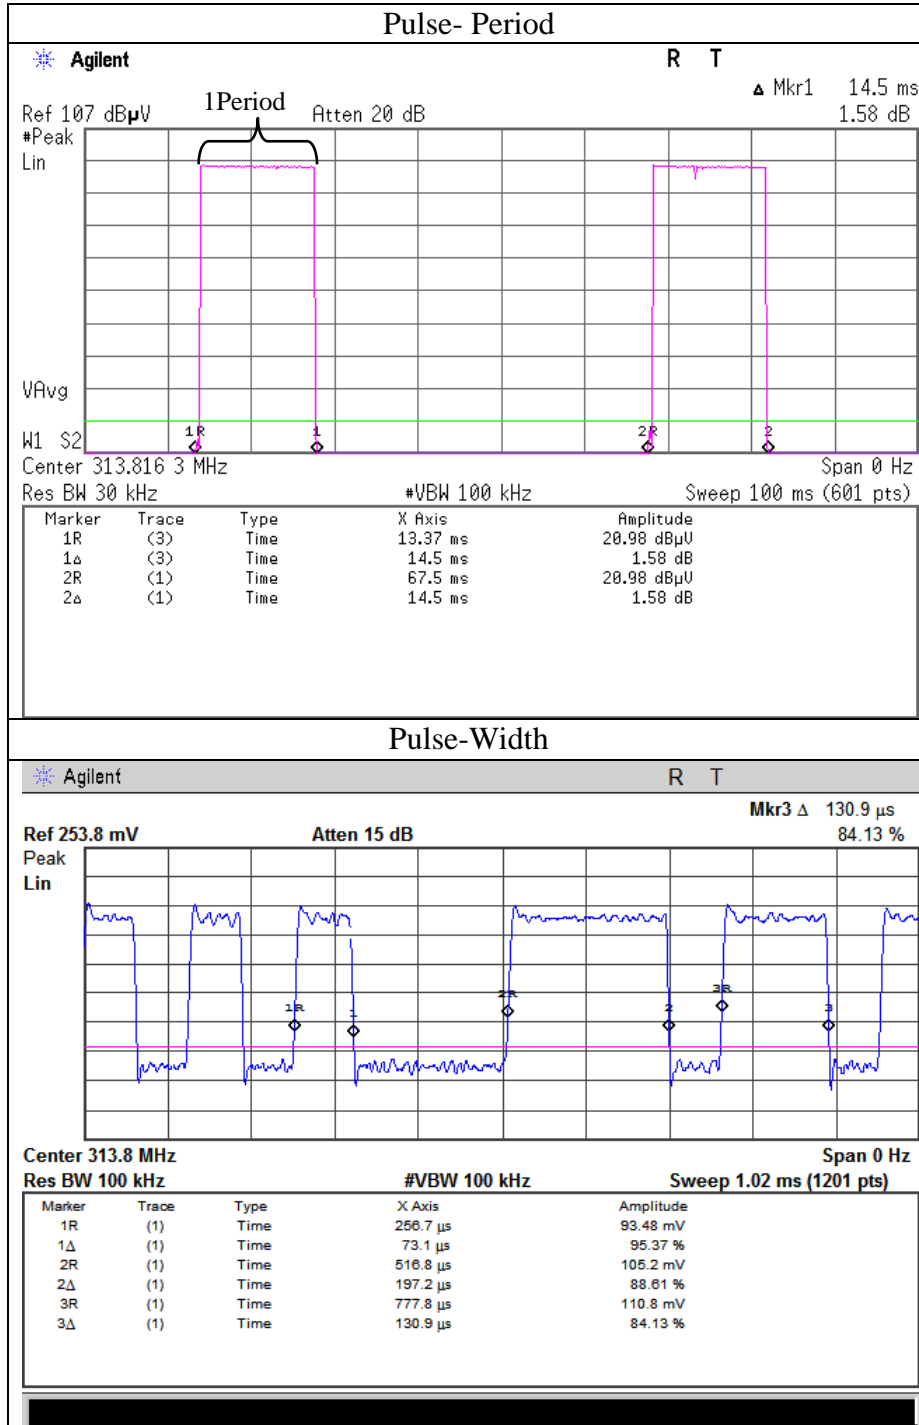 Pulse- Period
Agilent R T
Δ Mkr1 14.5 ms
Ref 107 dBµV Atten 20 dB 1.58 dB
1Period
#Peak
Lin
VAvg
1R 1 2R 2
W1 S2
Center 313.816 3 MHz Span 0 Hz
Res BW 30 kHz #VBW 100 kHz Sweep 100 ms (601 pts)
Marker Trace Type X Axis Amplitude
1R (3) Time 13.37 ms 20.98 dBµV
1Δ (3) Time 14.5 ms 1.58 dB
2R (1) Time 67.5 ms 20.98 dBµV
2Δ (1) Time 14.5 ms 1.58 dB
Pulse-Width
Agilent R T
Mkr3 Δ 130.9 µs
Ref 253.8 mV Atten 15 dB 84.13 %
Peak
Lin
1R 1 2R 2 3R 3
Center 313.8 MHz Span 0 Hz
Res BW 100 kHz #VBW 100 kHz Sweep 1.02 ms (1201 pts)
Marker Trace Type X Axis Amplitude
1R (1) Time 256.7 µs 93.48 mV
1Δ (1) Time 73.1 µs 95.37 %
2R (1) Time 516.8 µs 105.2 mV
2Δ (1) Time 197.2 µs 88.61 %
3R (1) Time 777.8 µs 110.8 mV
3Δ (1) Time 130.9 µs 84.13 %